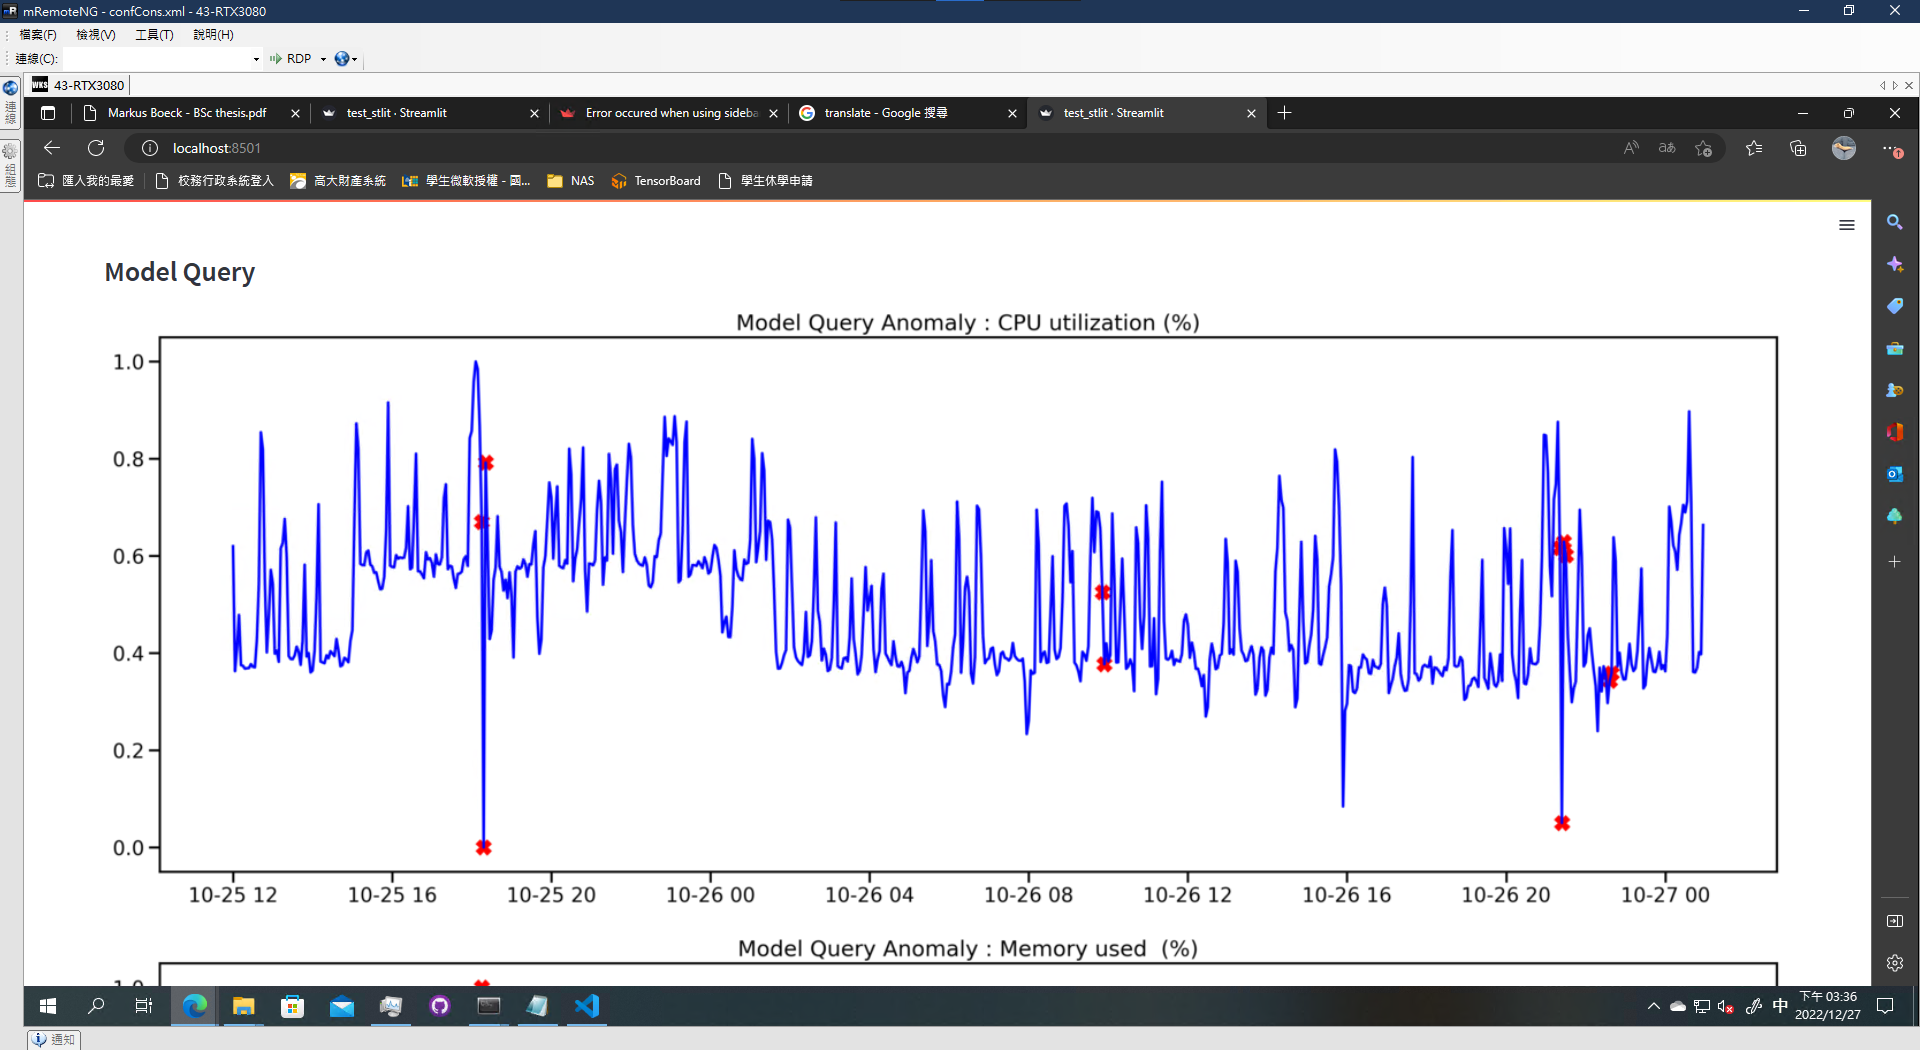 mRemoteNG - confCons.xml - 43-RTX3080
檔案(F) 檢視(V) 工具(T) 說明(H)
連線(C): RDP
連線
組態
43-RTX3080
Markus Boeck - BSc thesis.pdf
test_stlit · Streamlit
Error occured when using sideba
translate - Google 搜尋
test_stlit · Streamlit
localhost:8501
匯入我的最愛
校務行政系統登入
高大財產系統
學生微軟授權 - 國...
NAS
TensorBoard
學生休學申請
Model Query
Model Query Anomaly : CPU utilization (%)
1.0
0.8
0.6
0.4
0.2
0.0
10-25 12 10-25 16 10-25 20 10-26 00 10-26 04 10-26 08 10-26 12 10-26 16 10-26 20 10-27 00
Model Query Anomaly : Memory used (%)
1.0
中
下午 03:36
2022/12/27
通知